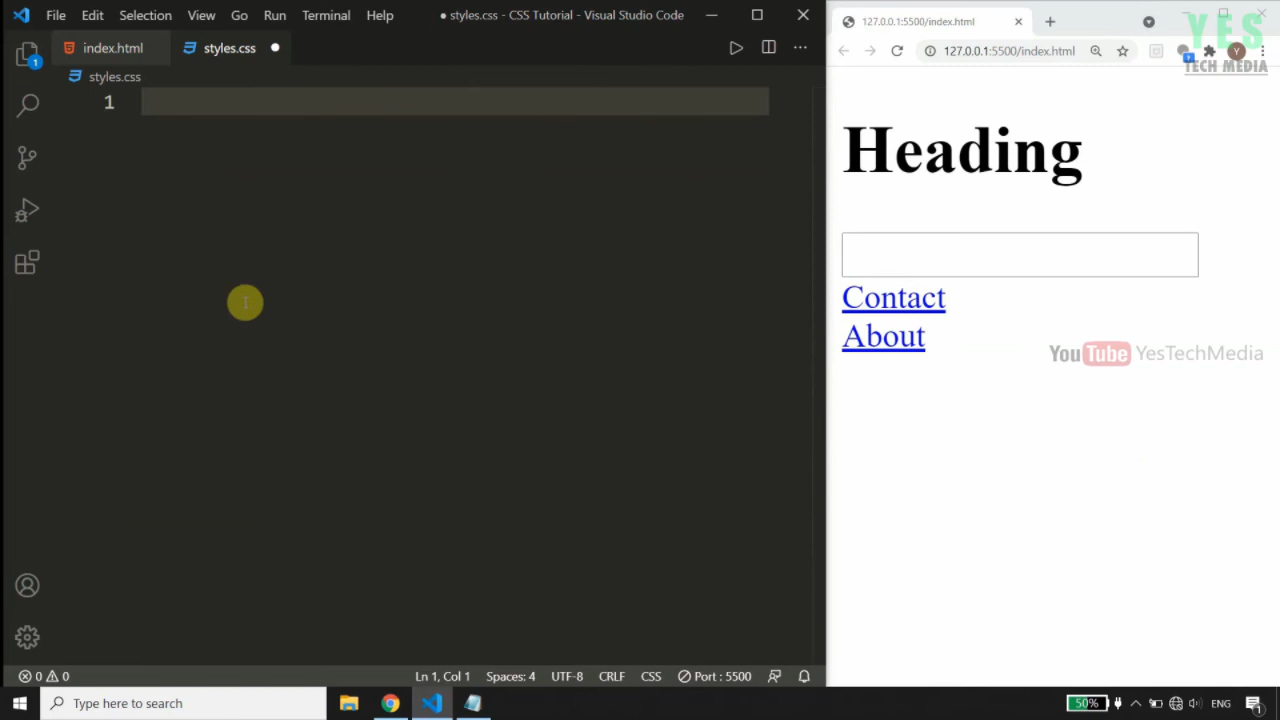 File Edit Selection View Go Run Terminal Help ● styles.css - CSS Tutorial - Visual Studio Code
127.0.0.1:5500/index.html
index.html styles.css
127.0.0.1:5500/index.html
YES
TECH MEDIA
1
Y
styles.css
1
Heading
Contact
About
YouTube YesTechMedia
0 0 Ln 1, Col 1 Spaces: 4 UTF-8 CRLF CSS Port : 5500
Type here to search
50% ENG
1